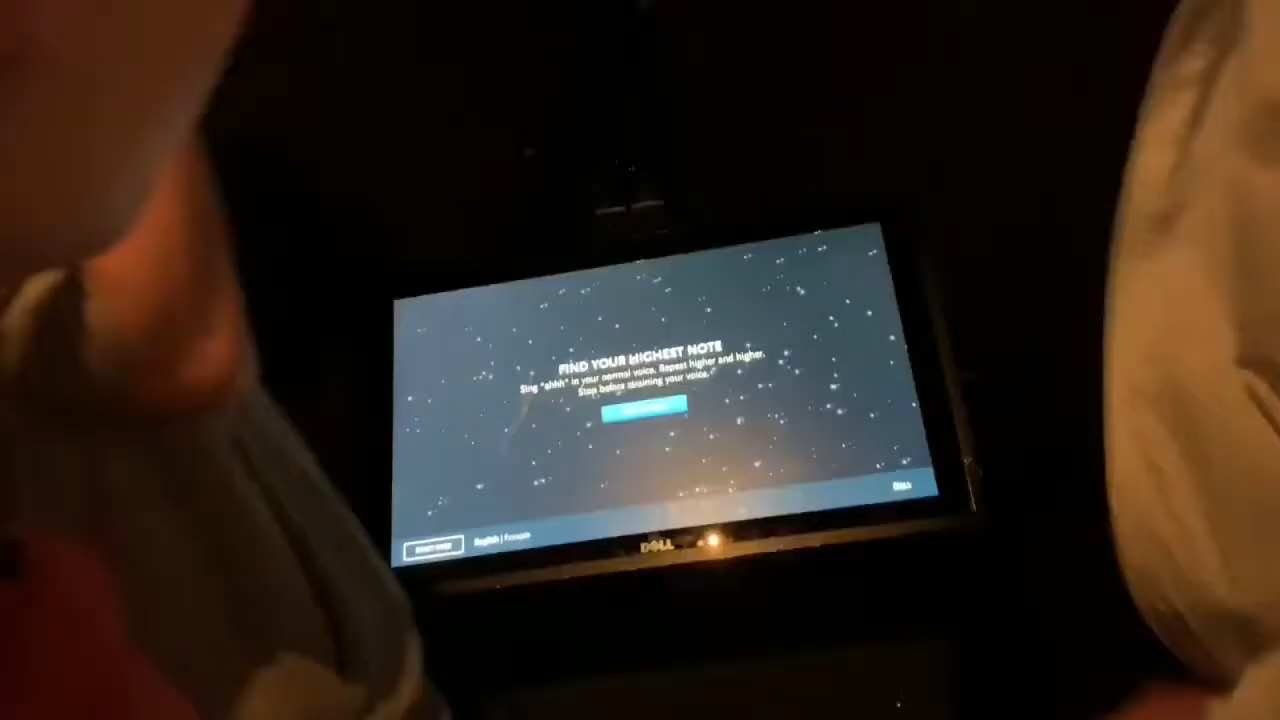 FIND YOUR HIGHEST NOTE
Sing "ahhh" in your normal voice. Repeat higher and higher.
Stop before straining your voice.
English | Français
DELL